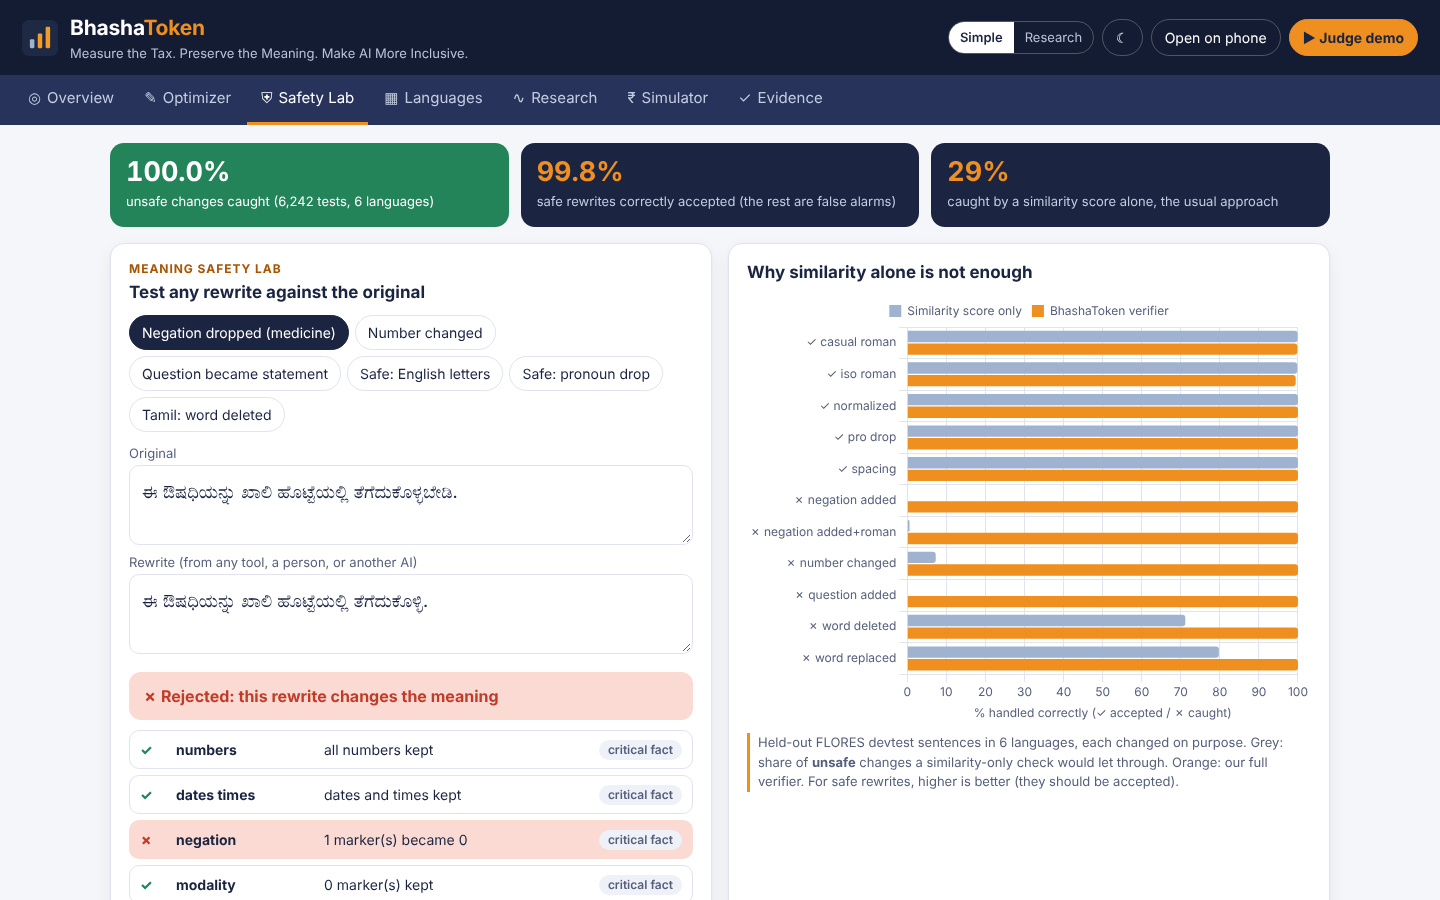 BhashaToken
Measure the Tax. Preserve the Meaning. Make AI More Inclusive.
Simple Research ☾ Open on phone ▶ Judge demo
◎ Overview ✎ Optimizer ⛨ Safety Lab ▦ Languages ∿ Research ₹ Simulator ✓ Evidence
100.0%
unsafe changes caught (6,242 tests, 6 languages)
99.8%
safe rewrites correctly accepted (the rest are false alarms)
29%
caught by a similarity score alone, the usual approach
MEANING SAFETY LAB
Test any rewrite against the original
Negation dropped (medicine) Number changed
Question became statement Safe: English letters Safe: pronoun drop
Tamil: word deleted
Original
ಈ ಔಷಧಿಯನ್ನು ಖಾಲಿ ಹೊಟ್ಟೆಯಲ್ಲಿ ತೆಗೆದುಕೊಳ್ಳಬೇಡಿ.
Rewrite (from any tool, a person, or another AI)
ಈ ಔಷಧಿಯನ್ನು ಖಾಲಿ ಹೊಟ್ಟೆಯಲ್ಲಿ ತೆಗೆದುಕೊಳ್ಳಿ.
× Rejected: this rewrite changes the meaning
✓ numbers all numbers kept critical fact
✓ dates times dates and times kept critical fact
× negation 1 marker(s) became 0 critical fact
✓ modality 0 marker(s) kept critical fact
Why similarity alone is not enough
Similarity score only BhashaToken verifier
✓ casual roman
✓ iso roman
✓ normalized
✓ pro drop
✓ spacing
× negation added
× negation added+roman
× number changed
× question added
× word deleted
× word replaced
0 10 20 30 40 50 60 70 80 90 100
% handled correctly (✓ accepted / × caught)
Held-out FLORES devtest sentences in 6 languages, each changed on purpose. Grey:
share of unsafe changes a similarity-only check would let through. Orange: our full
verifier. For safe rewrites, higher is better (they should be accepted).